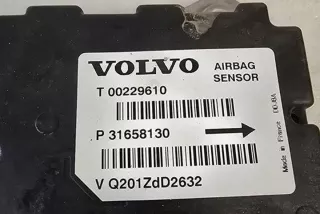 VOLVO AIRBAG
SENSOR
T 00229610
P 31658130
V Q201ZdD2632
Made in France